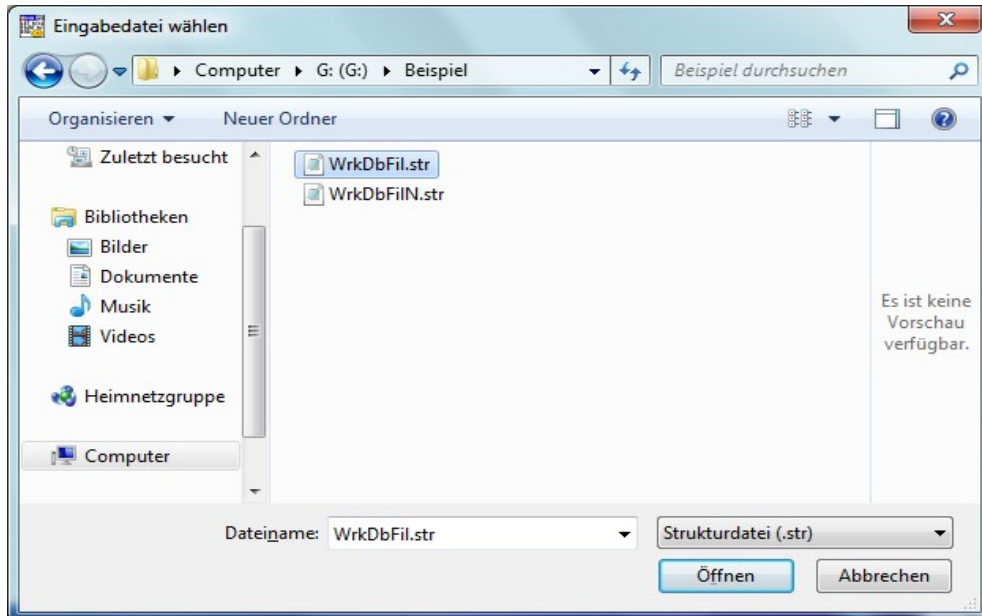 Eingabedatei wählen
Computer G: (G:) Beispiel
Beispiel durchsuchen
Organisieren Neuer Ordner
Zuletzt besucht
Bibliotheken
Bilder
Dokumente
Musik
Videos
Heimnetzgruppe
Computer
WrkDbFil.str
WrkDbFilN.str
Es ist keine
Vorschau
verfügbar.
Dateiname: WrkDbFil.str
Strukturdatei (.str)
Öffnen Abbrechen